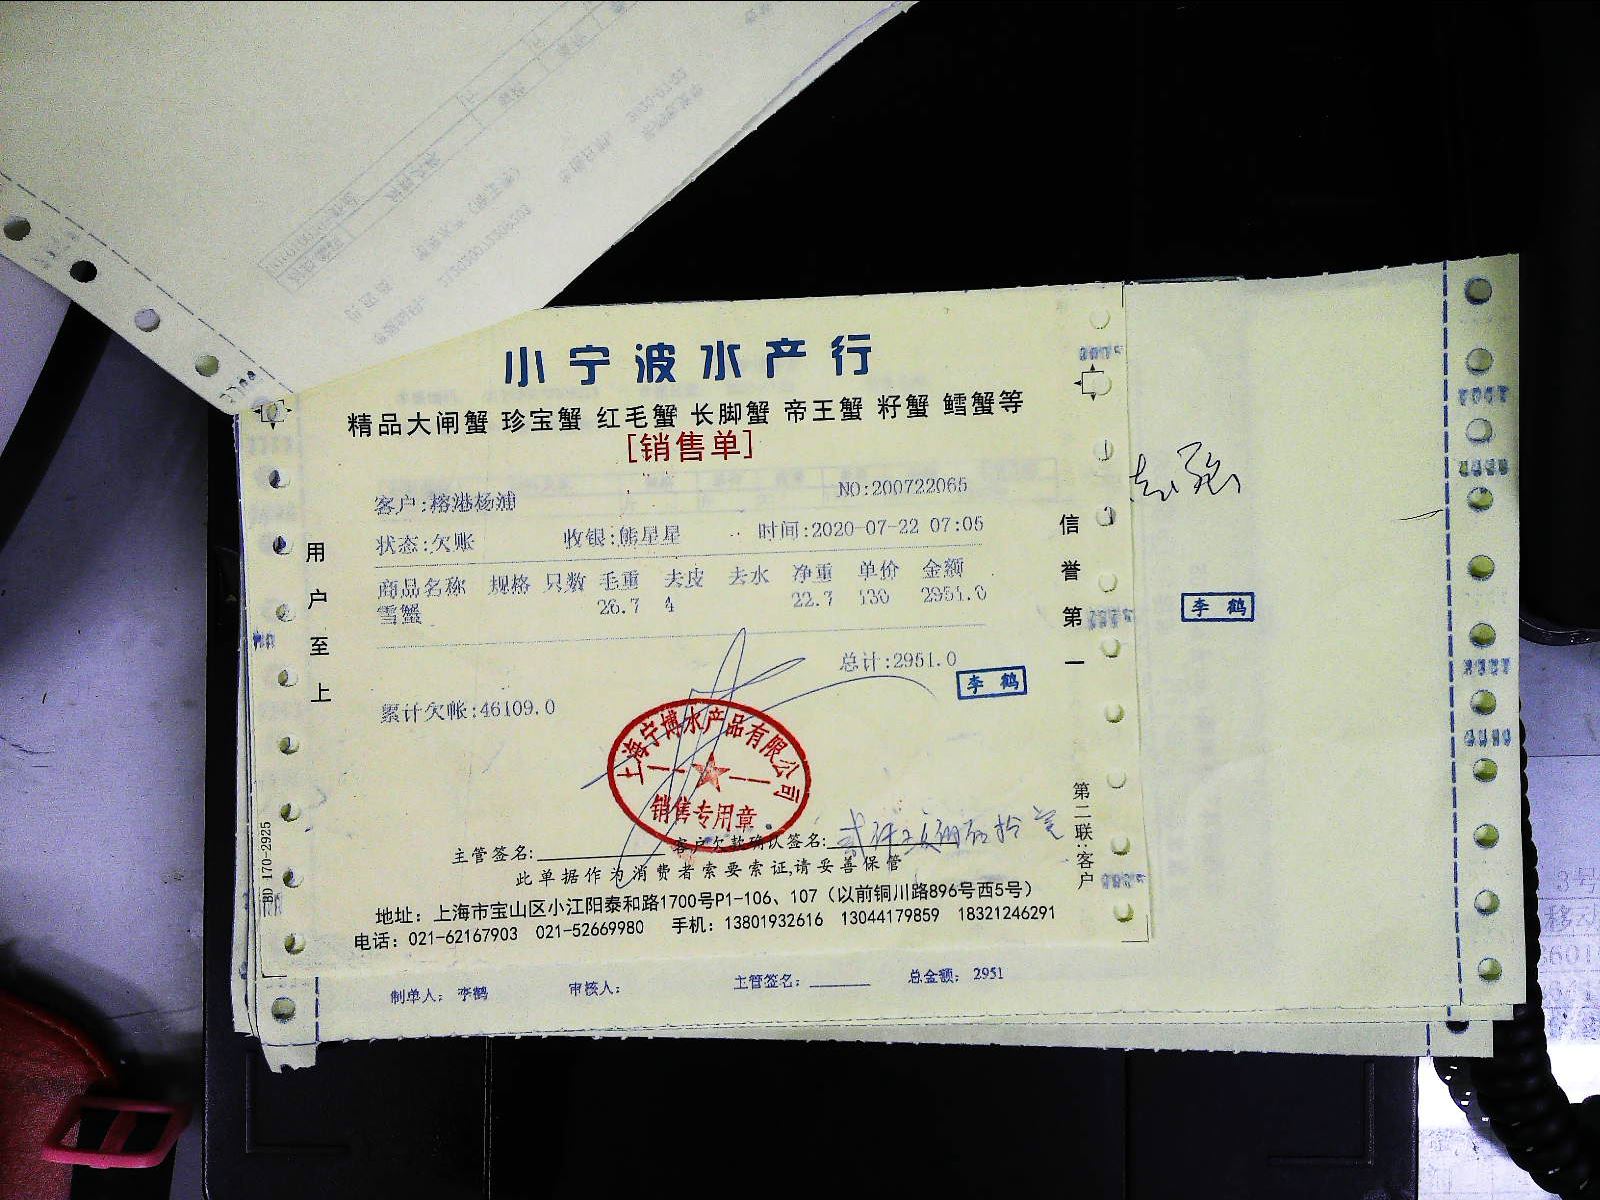 小宁波水产行
精品大闸蟹 珍宝蟹 红毛蟹 长脚蟹 帝王蟹 籽蟹 鳕蟹等
[销售单]
客户:榕港杨浦 NO:200722065
状态:欠账 收银:熊星星 时间:2020-07-22 07:05
商品名称 规格 只数 毛重 去皮 去水 净重 单价 金额
雪蟹 26.7 4 22.7 130 2951.0
总计:2951.0
李鹤
累计欠帐:46109.0
上海宁博水产品有限公司
销售专用章
主管签名: 客户欠款确认签名:
此单据作为消费者索要索证,请妥善保管
地址：上海市宝山区小江阳泰和路1700号P1-106、107（以前铜川路896号西5号）
电话：021-62167903 021-52669980 手机：13801932616 13044179859 18321246291
用户至上
信誉第一
第二联:客户
BD 170-2925
李鹤
制单人：李鹤 审核人： 主管签名： 总金额：2951